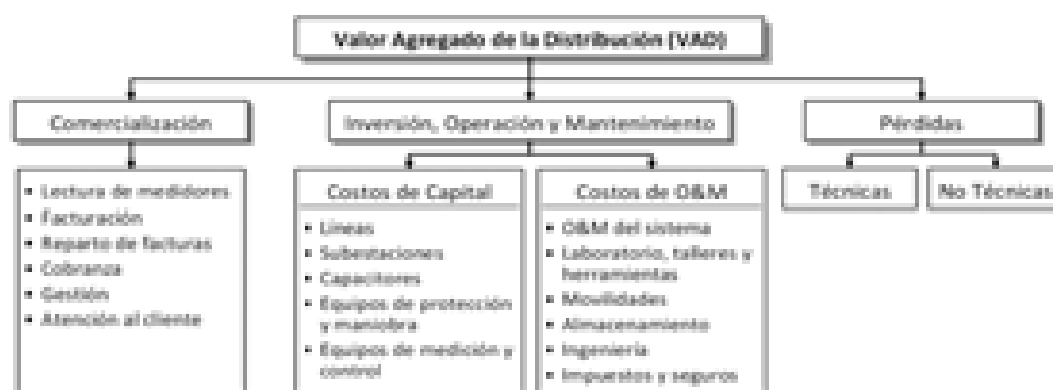 Valor Agregado de la Distribución (VAD)
Comercialización
Inversión, Operación y Mantenimiento
Pérdidas
• Lectura de medidores
• Facturación
• Reparto de facturas
• Cobranza
• Gestión
• Atención al cliente
Costos de Capital
• Líneas
• Subestaciones
• Capacitores
• Equipos de protección
y maniobra
• Equipos de medición y
control
Costos de O&M
• O&M del sistema
• Laboratorio, talleres y
herramientas
• Movilidades
• Almacenamiento
• Ingeniería
• Impuestos y seguros
Técnicas
No Técnicas